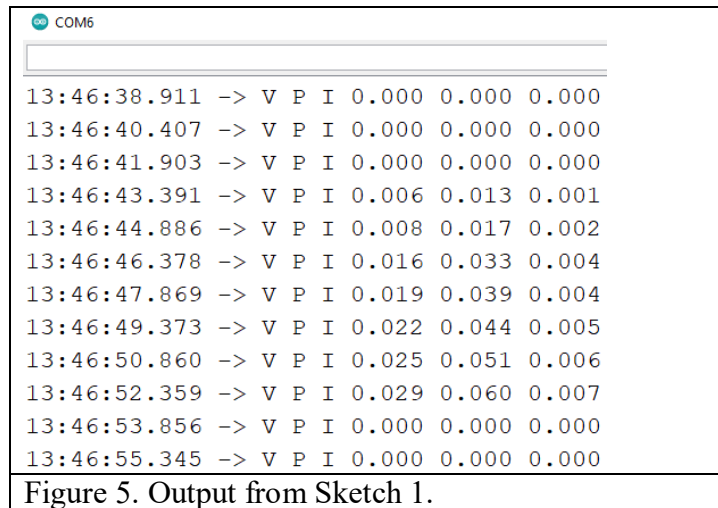 COM6
13:46:38.911 -> V P I 0.000 0.000 0.000
13:46:40.407 -> V P I 0.000 0.000 0.000
13:46:41.903 -> V P I 0.000 0.000 0.000
13:46:43.391 -> V P I 0.006 0.013 0.001
13:46:44.886 -> V P I 0.008 0.017 0.002
13:46:46.378 -> V P I 0.016 0.033 0.004
13:46:47.869 -> V P I 0.019 0.039 0.004
13:46:49.373 -> V P I 0.022 0.044 0.005
13:46:50.860 -> V P I 0.025 0.051 0.006
13:46:52.359 -> V P I 0.029 0.060 0.007
13:46:53.856 -> V P I 0.000 0.000 0.000
13:46:55.345 -> V P I 0.000 0.000 0.000
Figure 5. Output from Sketch 1.